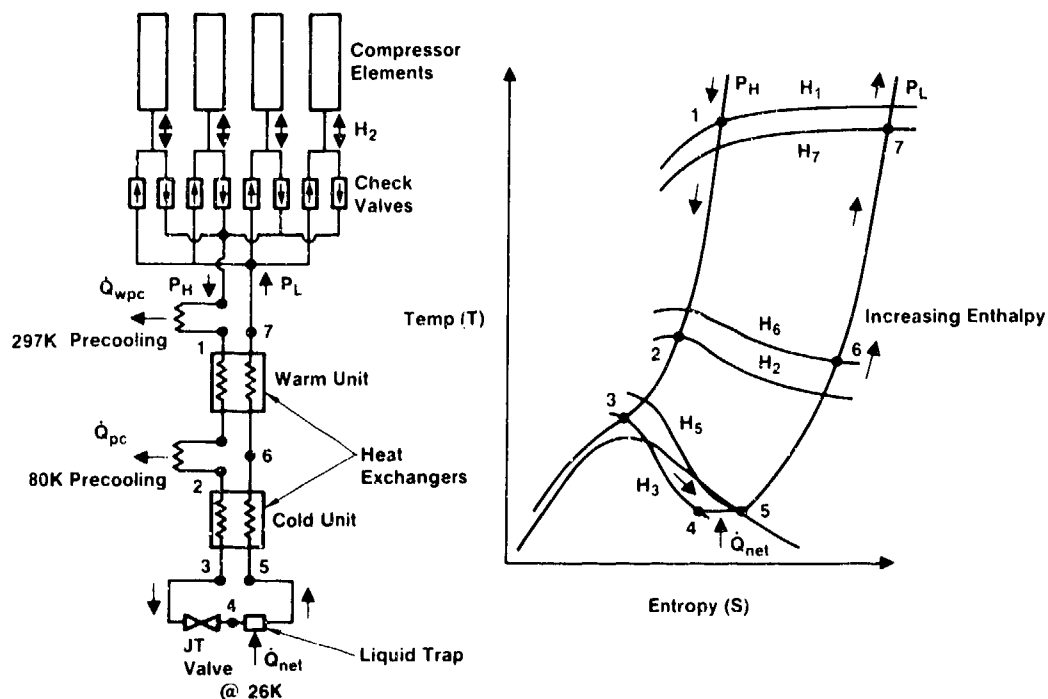 Compressor
Elements
H2
Check
Valves
Q̇wpc
PH
PL
297K Precooling
1
7
Warm Unit
Q̇pc
6
Heat
Exchangers
80K Precooling
2
Cold Unit
3
5
4
JT
Valve
@ 26K
Q̇net
Liquid Trap
PH
H1
PL
1
H7
7
Temp (T)
H6
Increasing Enthalpy
2
6
H2
3
H5
H3
4
5
Q̇net
Entropy (S)